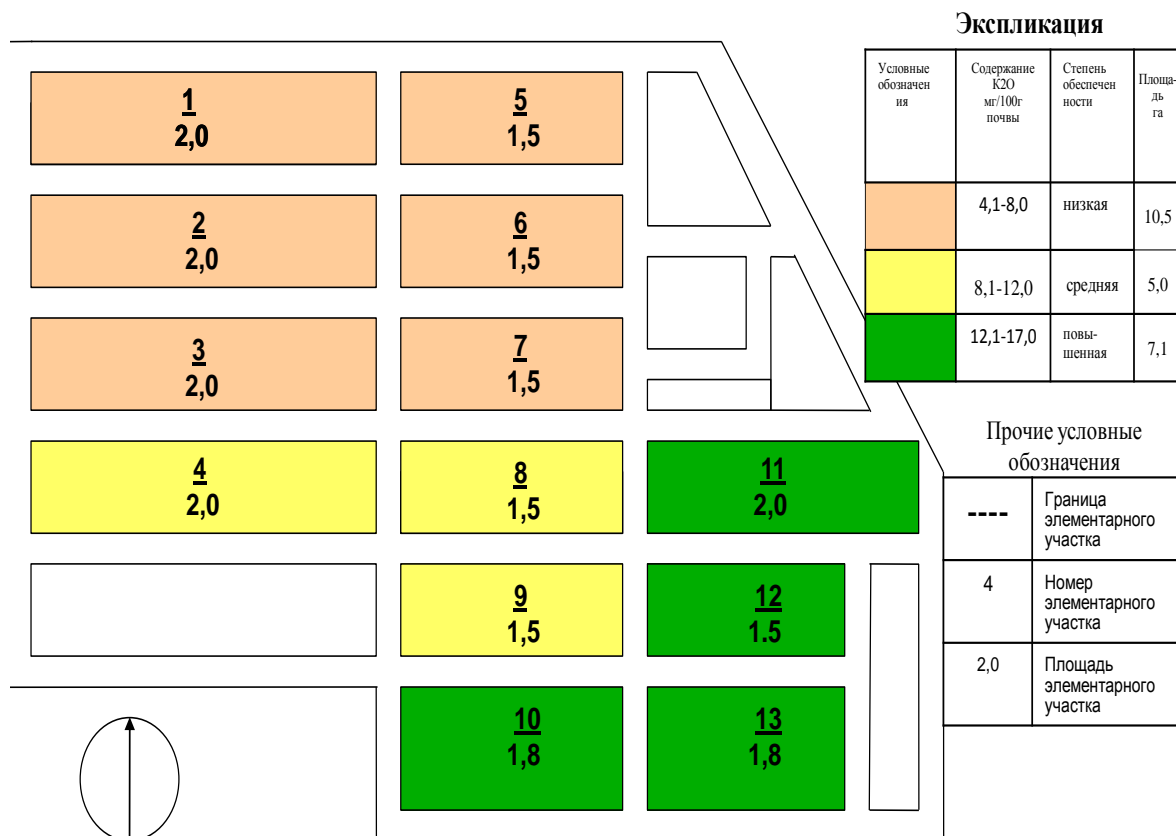 Экспликация
Условные
обозначен
ия
Содержание
K2O
мг/100г
почвы
Степень
обеспечен
ности
Площа-
дь
га
4,1-8,0
низкая
10,5
8,1-12,0
средняя
5,0
12,1-17,0
повы-
шенная
7,1
1
2,0
5
1,5
2
2,0
6
1,5
3
2,0
7
1,5
4
2,0
8
1,5
11
2,0
9
1,5
12
1.5
10
1,8
13
1,8
Прочие условные
обозначения
----
Граница
элементарного
участка
4
Номер
элементарного
участка
2,0
Площадь
элементарного
участка